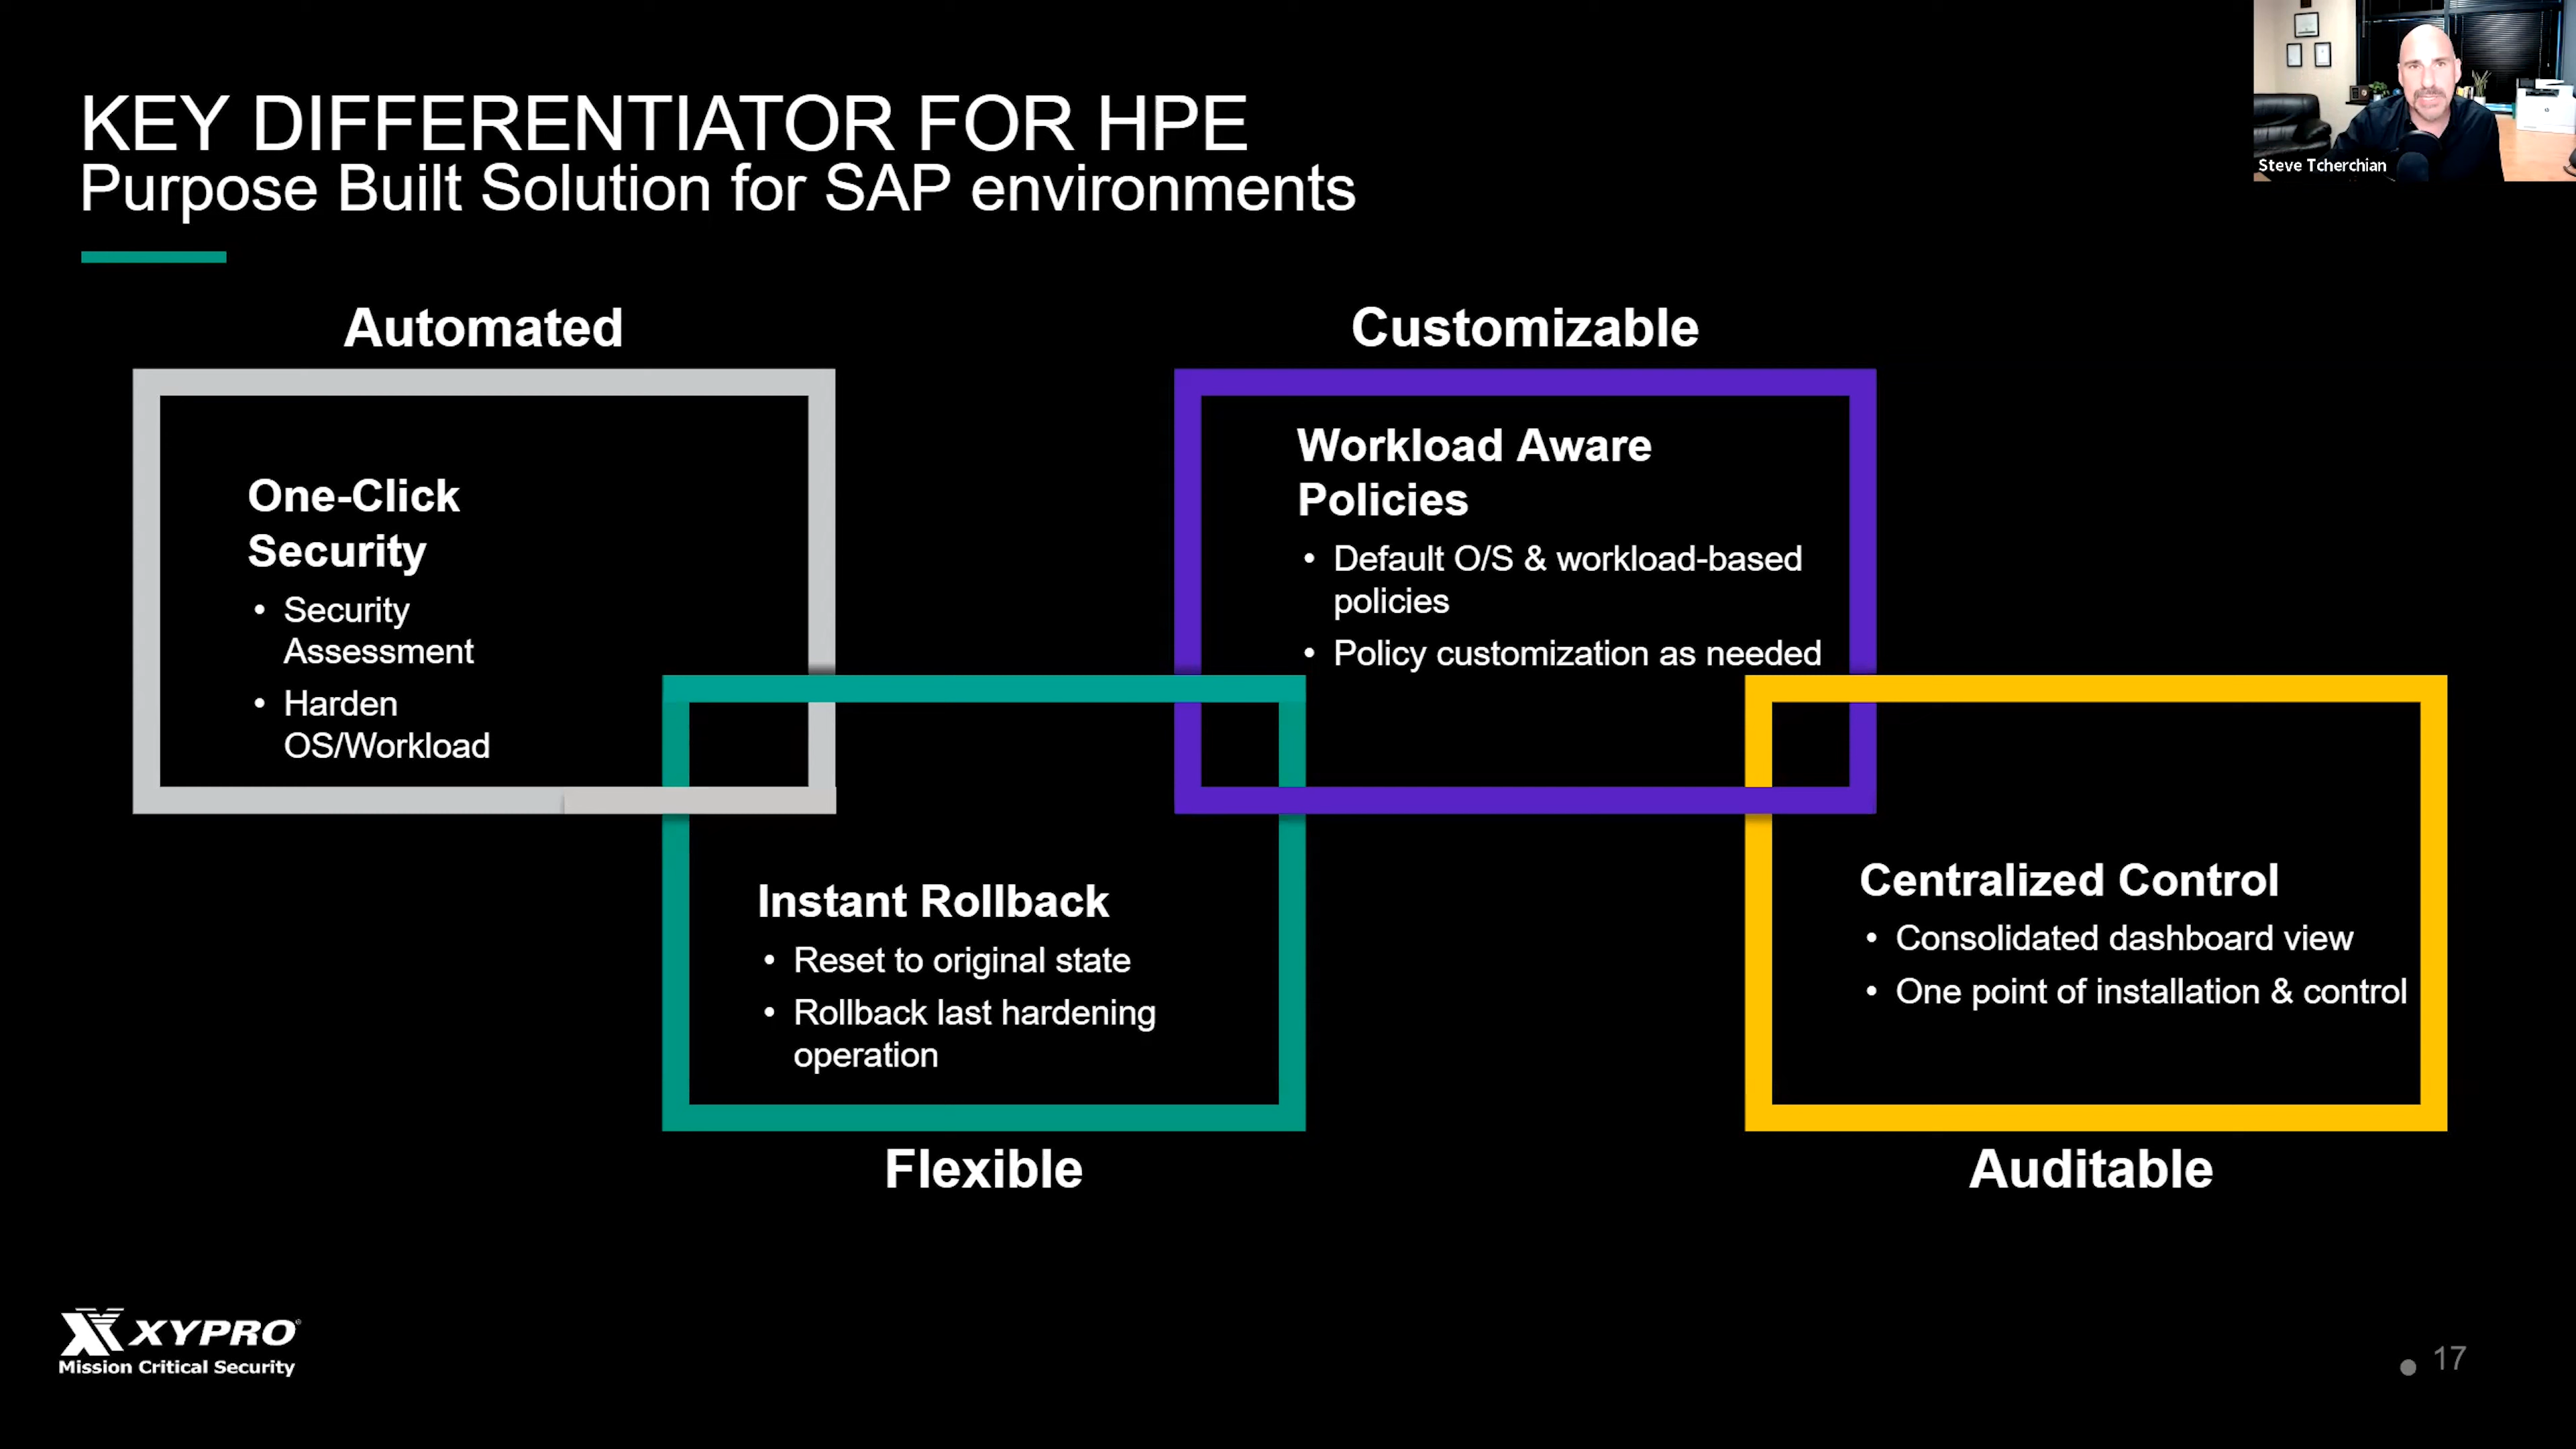 KEY DIFFERENTIATOR FOR HPE
Purpose Built Solution for SAP environments
Steve Tcherchian
Automated
One-Click
Security
• Security
Assessment
• Harden
OS/Workload
Customizable
Workload Aware
Policies
• Default O/S & workload-based
policies
• Policy customization as needed
Instant Rollback
• Reset to original state
• Rollback last hardening
operation
Flexible
Centralized Control
• Consolidated dashboard view
• One point of installation & control
Auditable
XYPRO®
Mission Critical Security
17